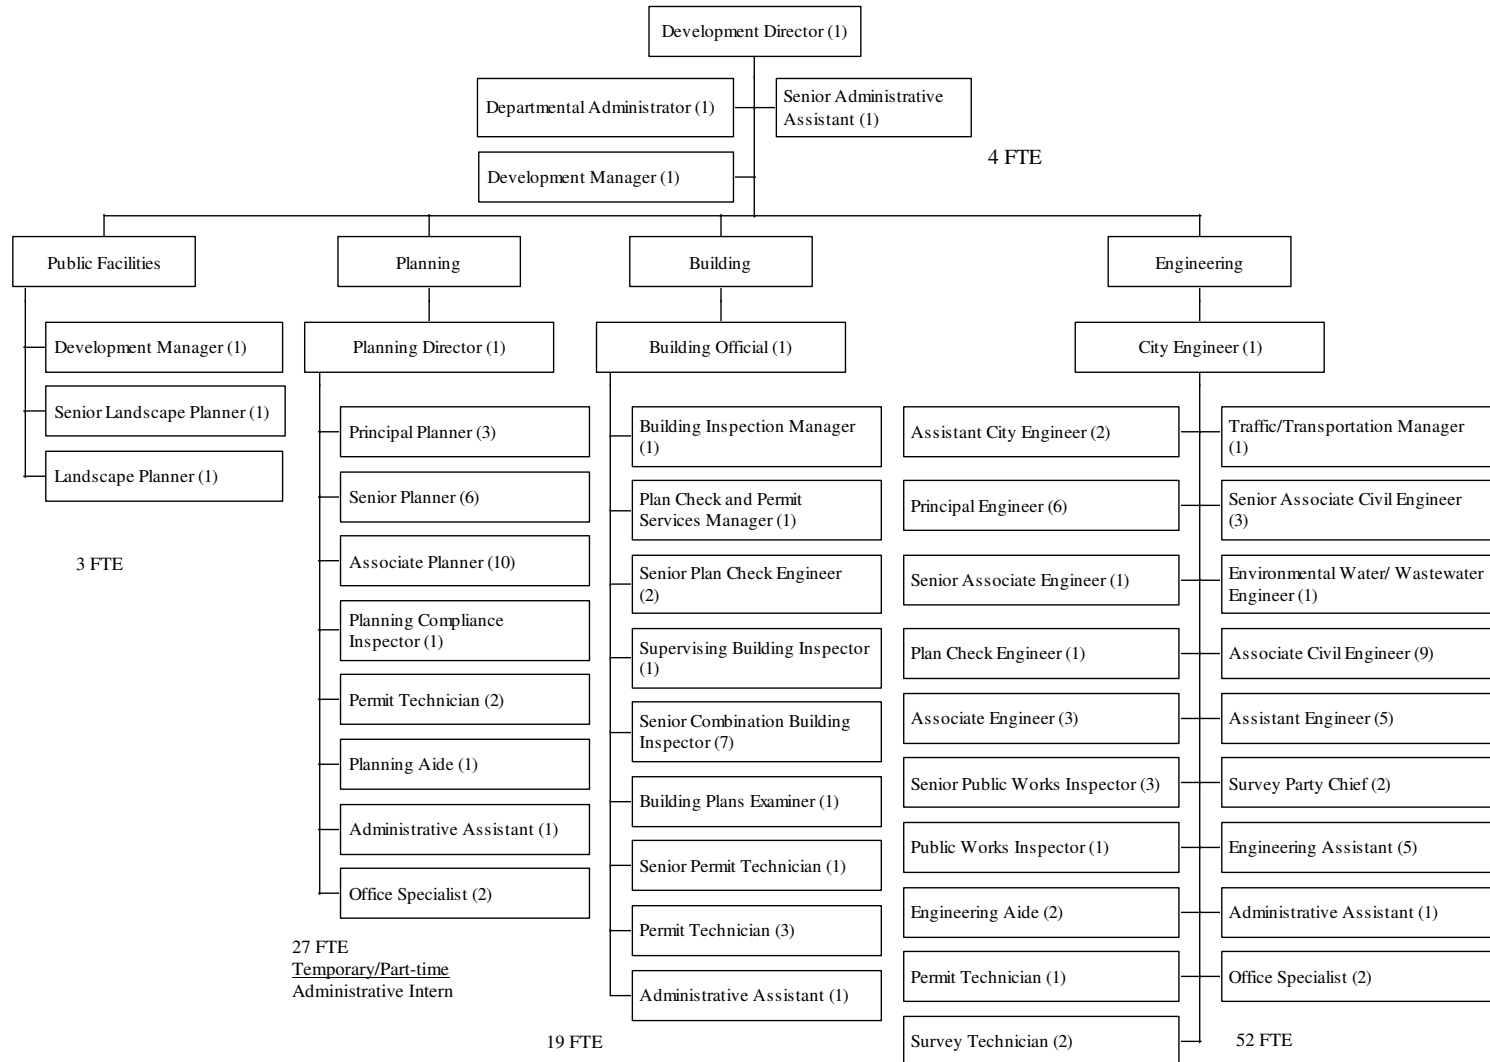 Development Director (1)
Departmental Administrator (1)
Senior Administrative
Assistant (1)
4 FTE
Development Manager (1)
Public Facilities
Planning
Building
Engineering
Development Manager (1)
Senior Landscape Planner (1)
Landscape Planner (1)
3 FTE
Planning Director (1)
Principal Planner (3)
Senior Planner (6)
Associate Planner (10)
Planning Compliance
Inspector (1)
Permit Technician (2)
Planning Aide (1)
Administrative Assistant (1)
Office Specialist (2)
27 FTE
Temporary/Part-time
Administrative Intern
Building Official (1)
Building Inspection Manager
(1)
Plan Check and Permit
Services Manager (1)
Senior Plan Check Engineer
(2)
Supervising Building Inspector
(1)
Senior Combination Building
Inspector (7)
Building Plans Examiner (1)
Senior Permit Technician (1)
Permit Technician (3)
Administrative Assistant (1)
19 FTE
City Engineer (1)
Assistant City Engineer (2)
Principal Engineer (6)
Senior Associate Engineer (1)
Plan Check Engineer (1)
Associate Engineer (3)
Senior Public Works Inspector (3)
Public Works Inspector (1)
Engineering Aide (2)
Permit Technician (1)
Survey Technician (2)
Traffic/Transportation Manager
(1)
Senior Associate Civil Engineer
(3)
Environmental Water/ Wastewater
Engineer (1)
Associate Civil Engineer (9)
Assistant Engineer (5)
Survey Party Chief (2)
Engineering Assistant (5)
Administrative Assistant (1)
Office Specialist (2)
52 FTE